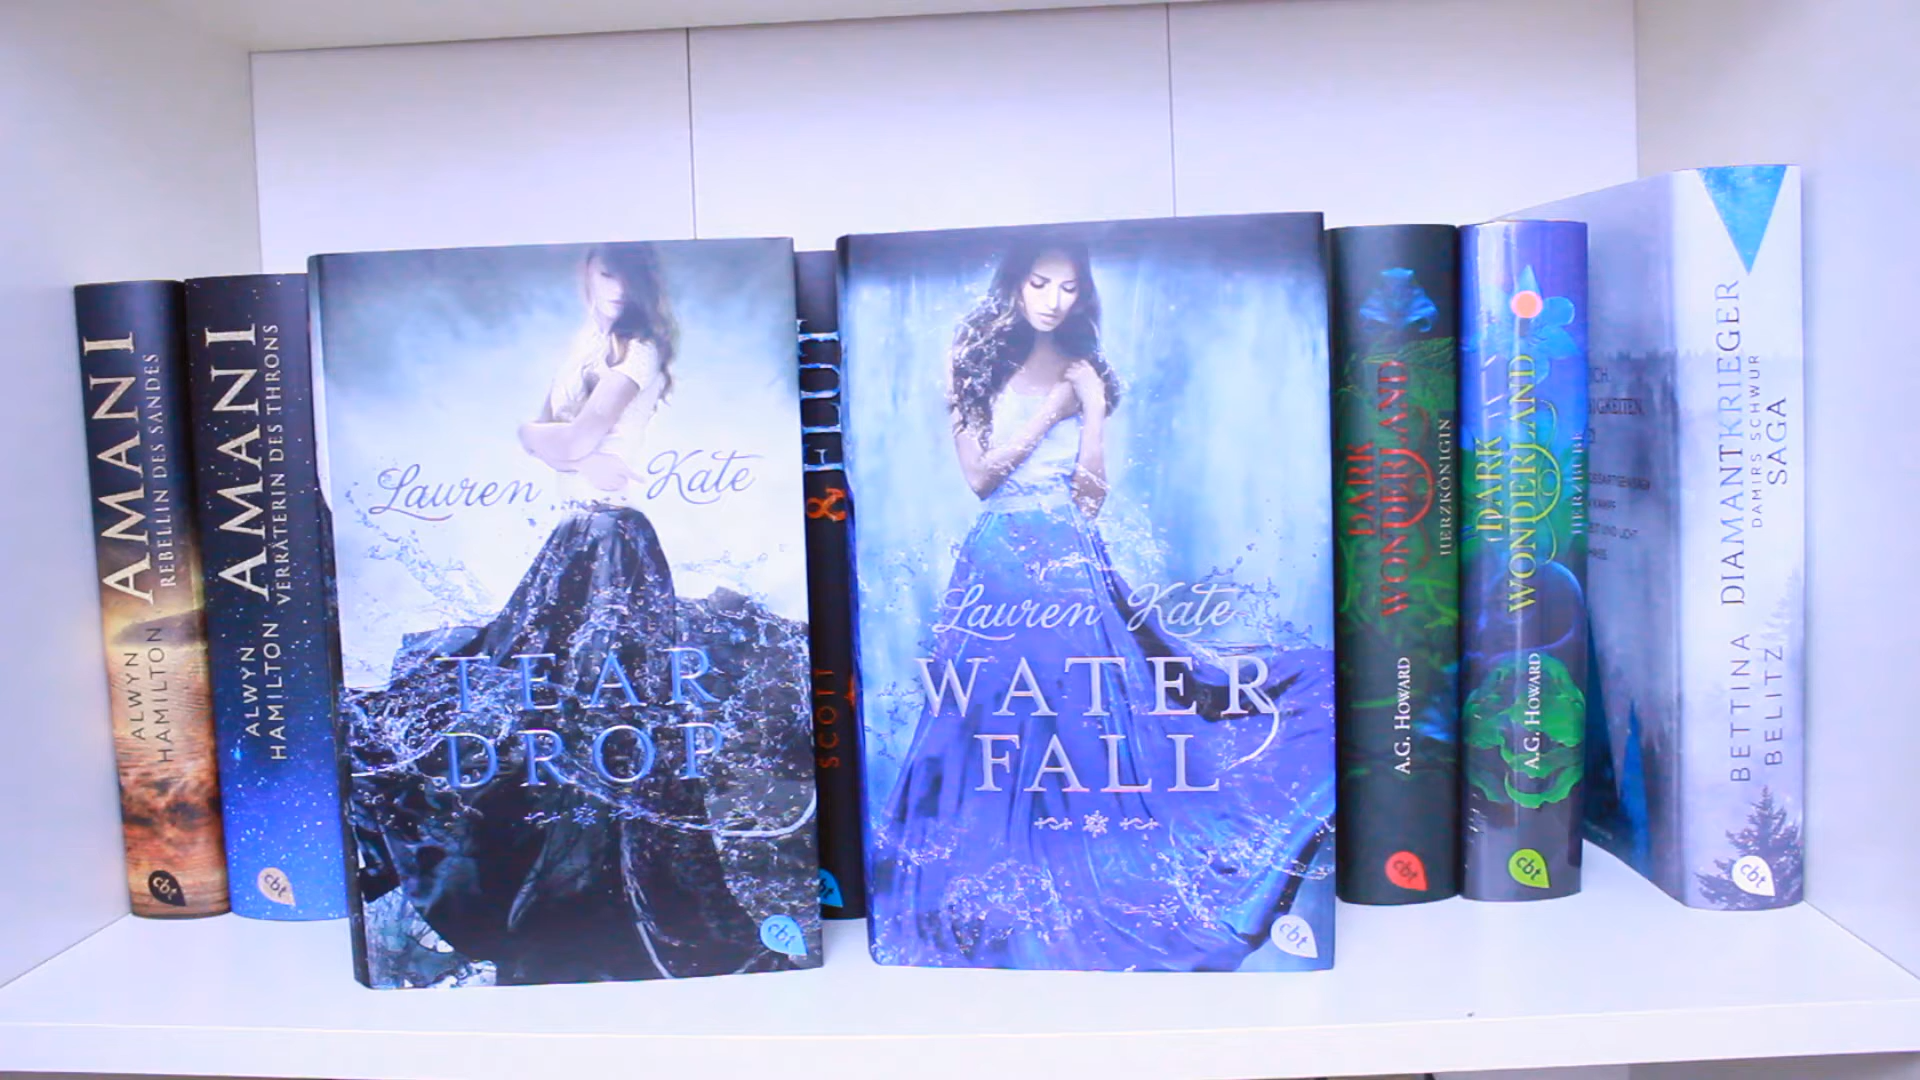 AMANI
REBELLIN DES SANDES
ALWYN
HAMILTON
cbt
AMANI
VERRÄTERIN DES THRONS
ALWYN
HAMILTON
cbt
Lauren Kate
TEAR
DROP
cbt
& FLUT
SCOTT
cbt
Lauren Kate
WATER
FALL
cbt
DARK
WONDERLAND
HERZKÖNIGIN
A.G. HOWARD
cbt
DARK
WONDERLAND
HERZBUBE
A.G. HOWARD
cbt
DIAMANTKRIEGER
DAMIRS SCHWUR
SAGA
BETTINA
BELITZ
cbt